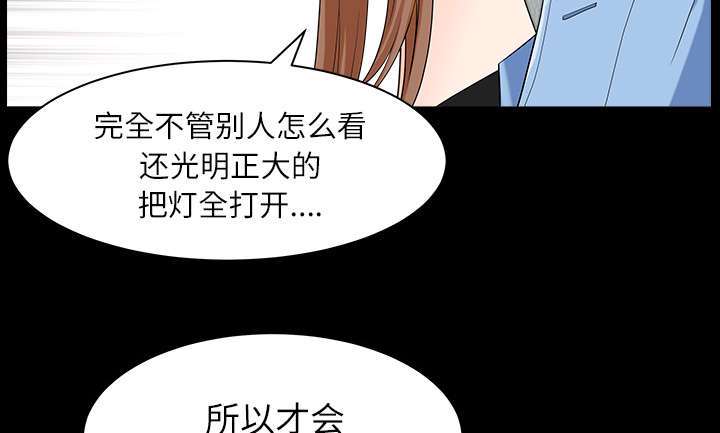 完全不管别人怎么看
还光明正大的
把灯全打开....
所以才会